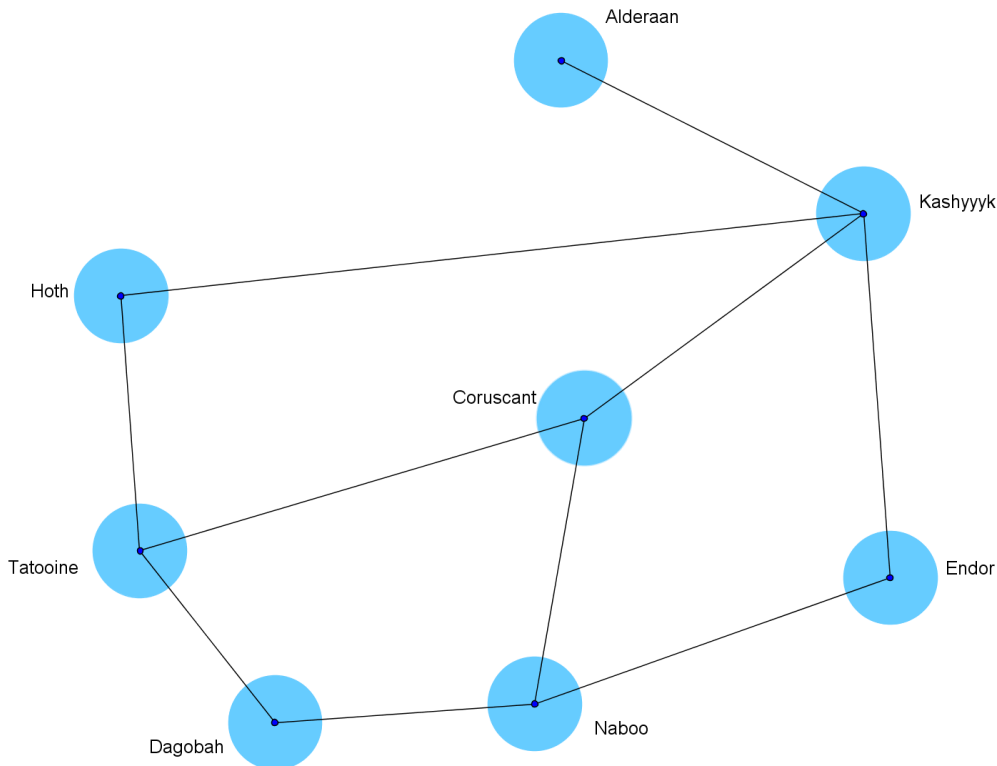 Alderaan
Kashyyyk
Hoth
Coruscant
Tatooine
Endor
Naboo
Dagobah